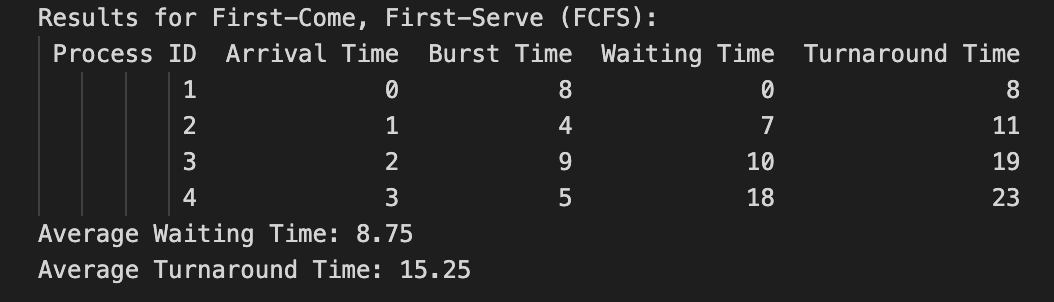 Results for First-Come, First-Serve (FCFS):
Process ID  Arrival Time  Burst Time  Waiting Time  Turnaround Time
1  0  8  0  8
2  1  4  7  11
3  2  9  10  19
4  3  5  18  23
Average Waiting Time: 8.75
Average Turnaround Time: 15.25